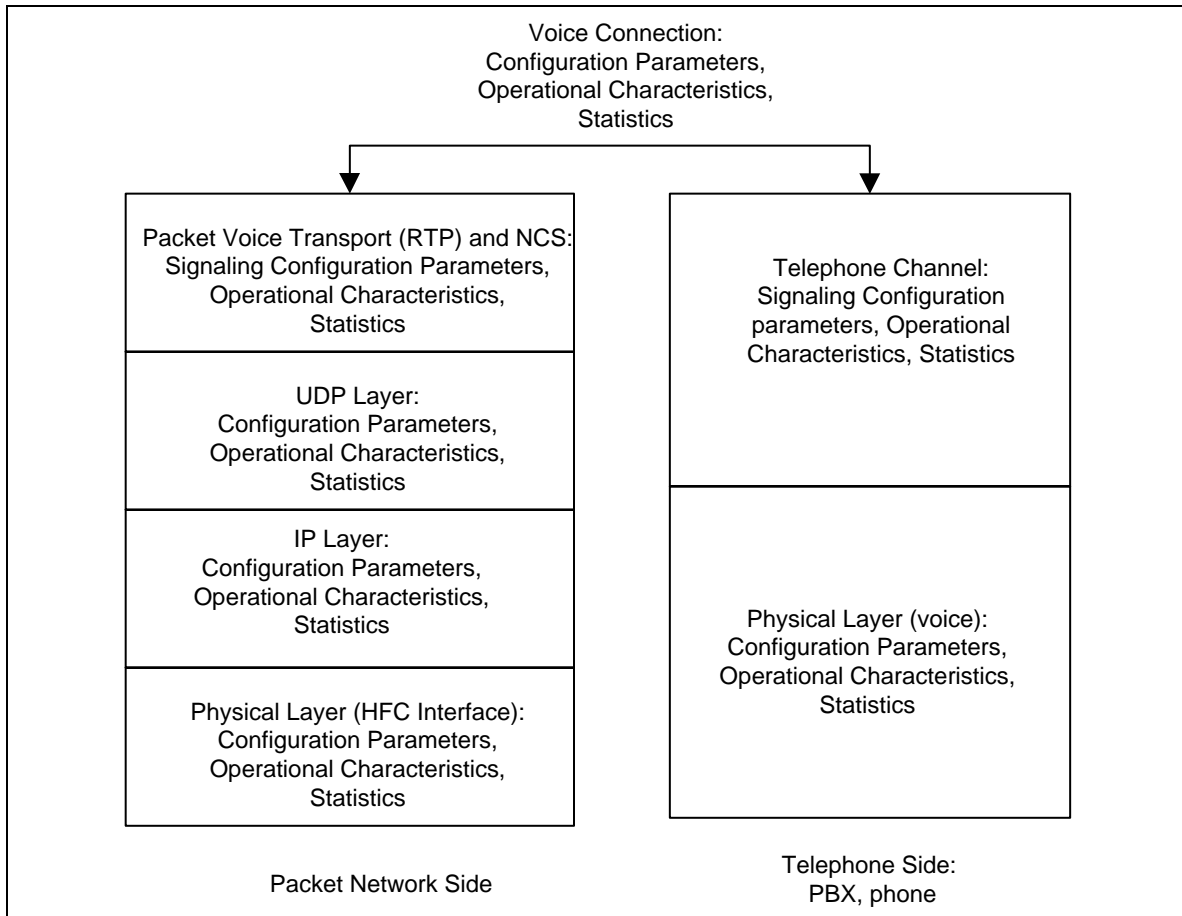 Voice Connection:
Configuration Parameters,
Operational Characteristics,
Statistics
Packet Voice Transport (RTP) and NCS:
Signaling Configuration Parameters,
Operational Characteristics,
Statistics
UDP Layer:
Configuration Parameters,
Operational Characteristics,
Statistics
IP Layer:
Configuration Parameters,
Operational Characteristics,
Statistics
Physical Layer (HFC Interface):
Configuration Parameters,
Operational Characteristics,
Statistics
Packet Network Side
Telephone Channel:
Signaling Configuration
parameters, Operational
Characteristics, Statistics
Physical Layer (voice):
Configuration Parameters,
Operational Characteristics,
Statistics
Telephone Side:
PBX, phone